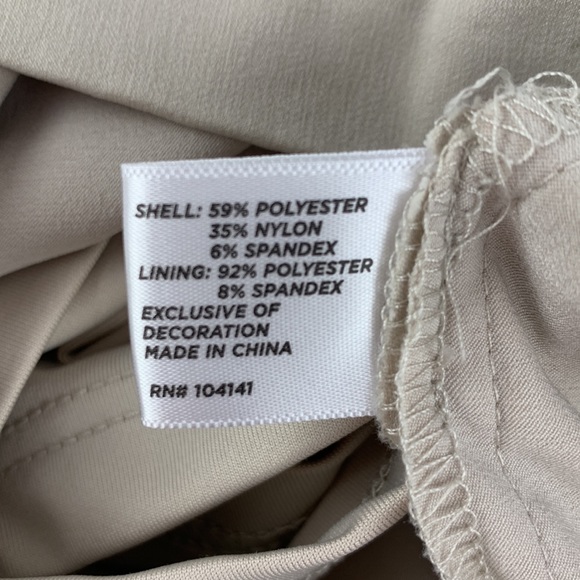 SHELL: 59% POLYESTER
35% NYLON
6% SPANDEX
LINING: 92% POLYESTER
8% SPANDEX
EXCLUSIVE OF
DECORATION
MADE IN CHINA
RN# 104141